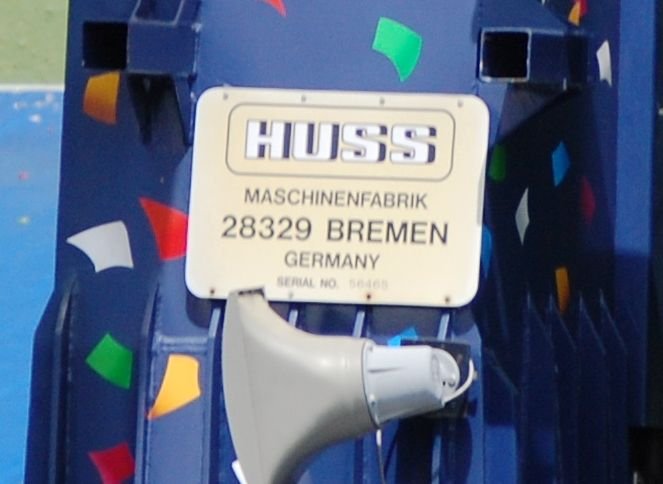 HUSS
MASCHINENFABRIK
28329 BREMEN
GERMANY
SERIAL NO. 56465